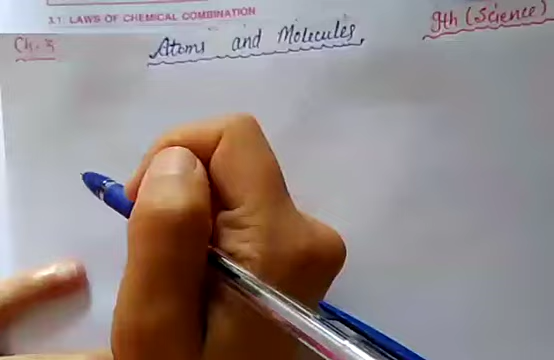 3.1 LAWS OF CHEMICAL COMBINATION
9th (Science)
Ch. 3
Atoms and Molecules,